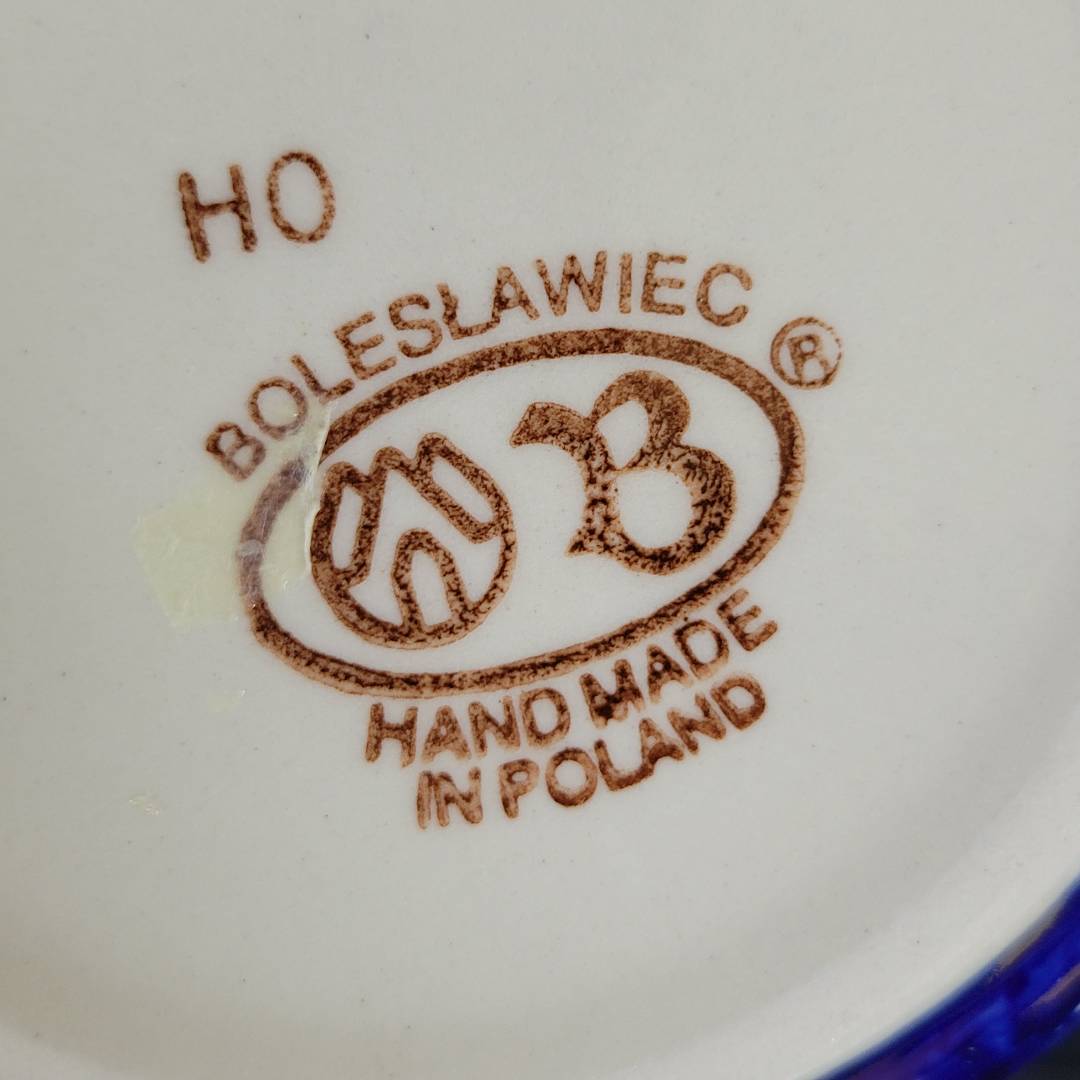 HO
BOLESŁAWIEC ®
B
HAND MADE
IN POLAND